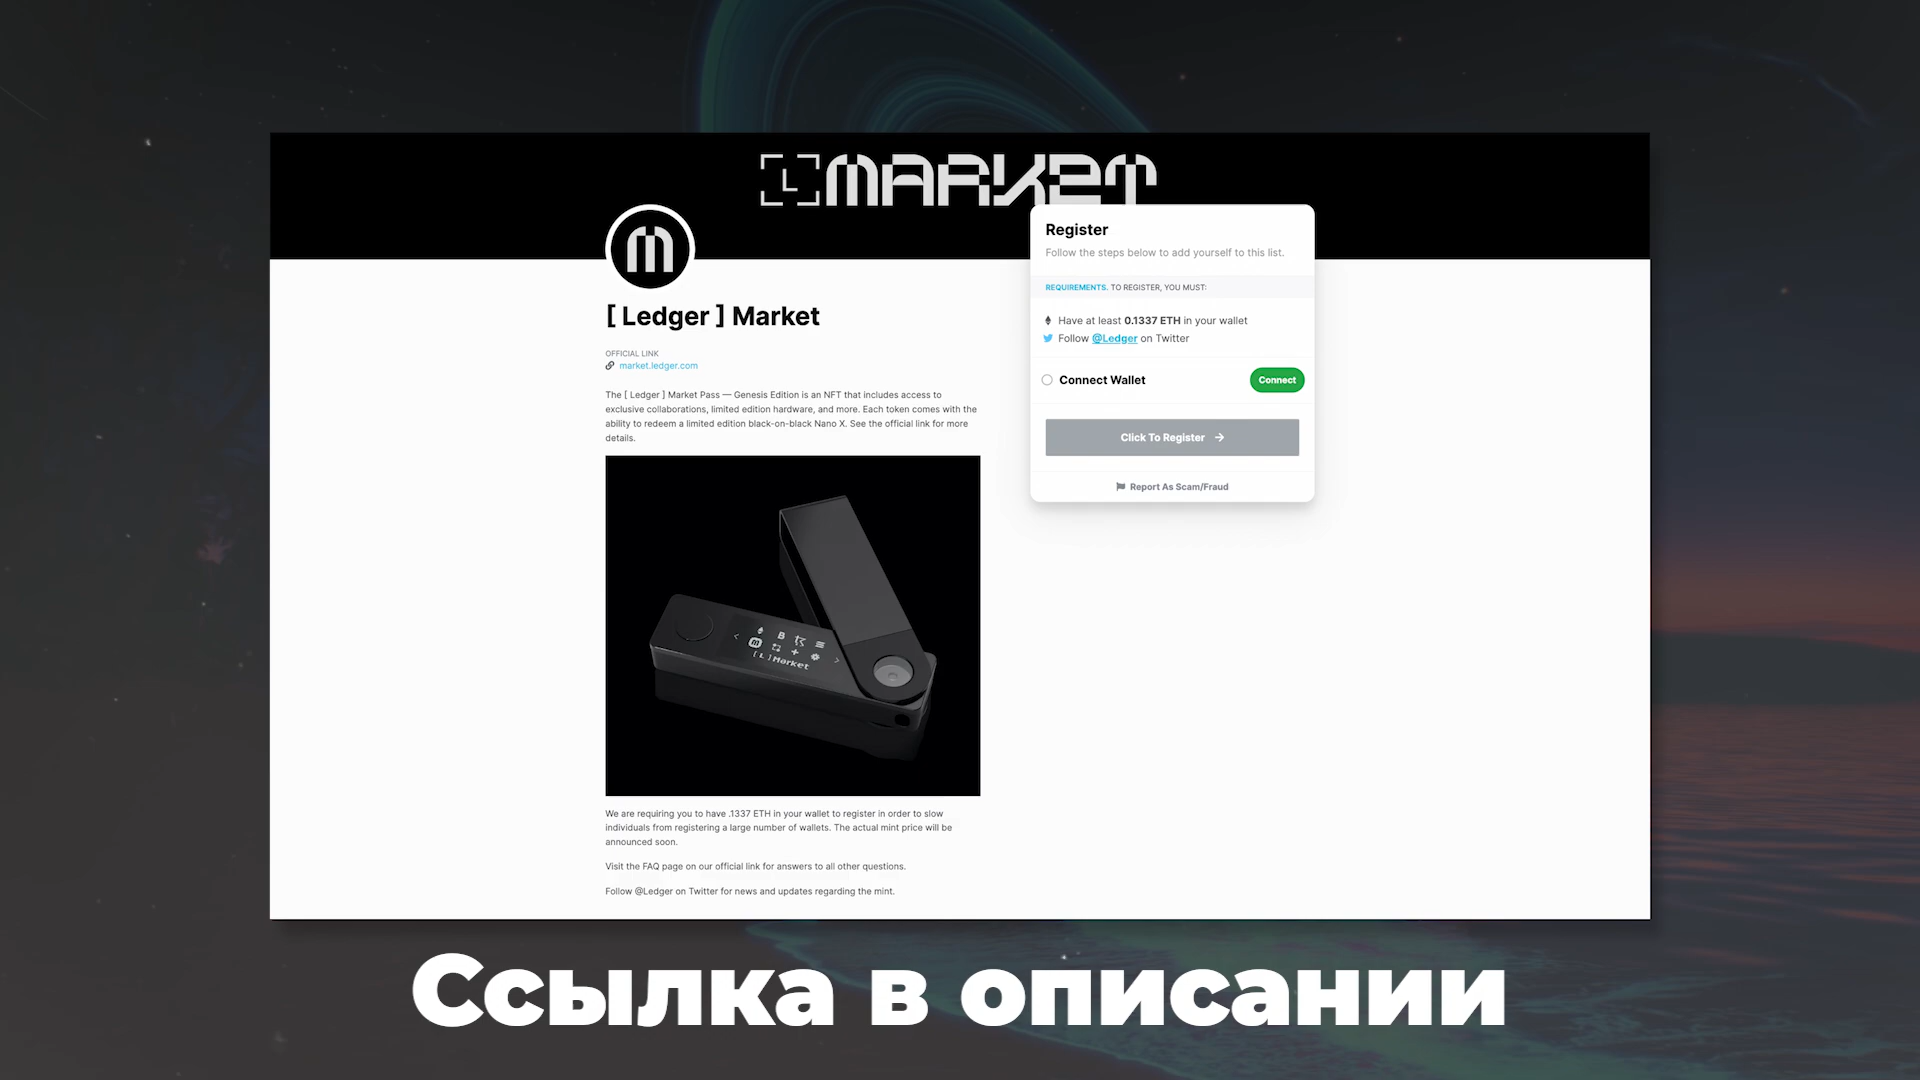 [L] MARKET
[ Ledger ] Market
OFFICIAL LINK
market.ledger.com
The [ Ledger ] Market Pass — Genesis Edition is an NFT that includes access to
exclusive collaborations, limited edition hardware, and more. Each token comes with the
ability to redeem a limited edition black-on-black Nano X. See the official link for more
details.
[ L ] Market
We are requiring you to have .1337 ETH in your wallet to register in order to slow
individuals from registering a large number of wallets. The actual mint price will be
announced soon.
Visit the FAQ page on our official link for answers to all other questions.
Follow @Ledger on Twitter for news and updates regarding the mint.
Register
Follow the steps below to add yourself to this list.
REQUIREMENTS. TO REGISTER, YOU MUST:
Have at least 0.1337 ETH in your wallet
Follow @Ledger on Twitter
Connect Wallet
Connect
Click To Register →
Report As Scam/Fraud
Ссылка в описании